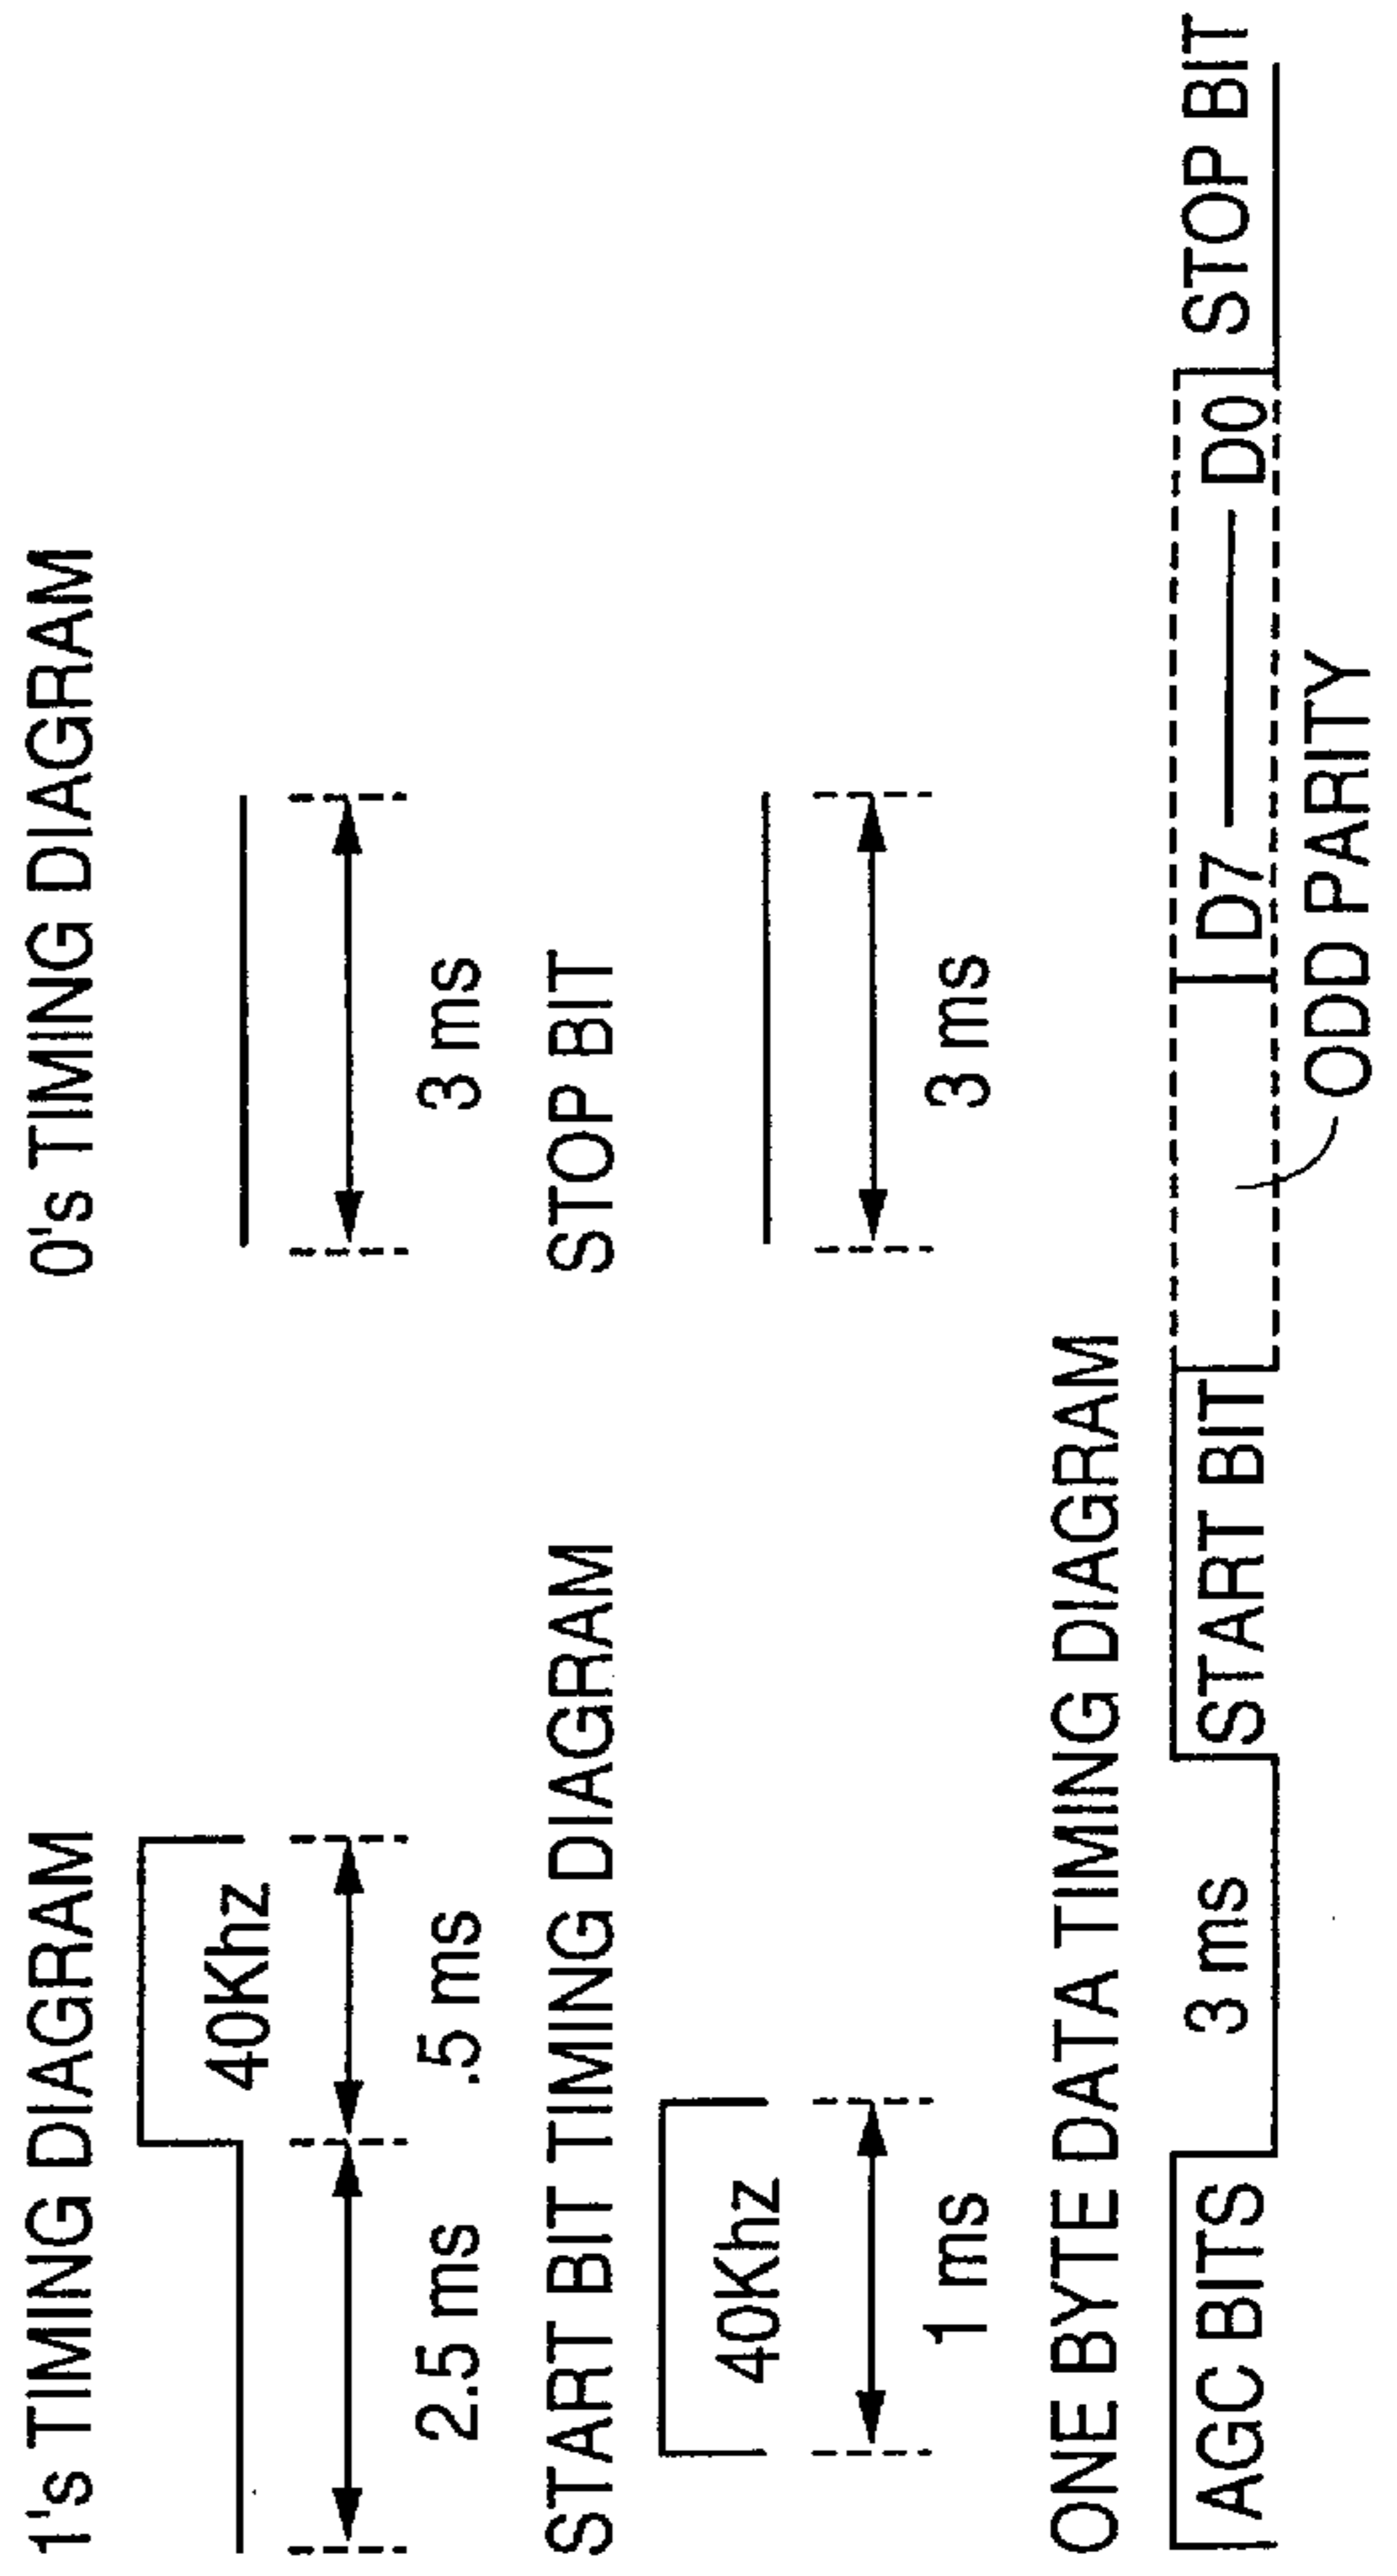 1's TIMING DIAGRAM
40Khz
2.5 ms
.5 ms
0's TIMING DIAGRAM
3 ms
START BIT TIMING DIAGRAM
40Khz
1 ms
STOP BIT
3 ms
ONE BYTE DATA TIMING DIAGRAM
AGC BITS 3 ms START BIT D7 D0 STOP BIT
ODD PARITY